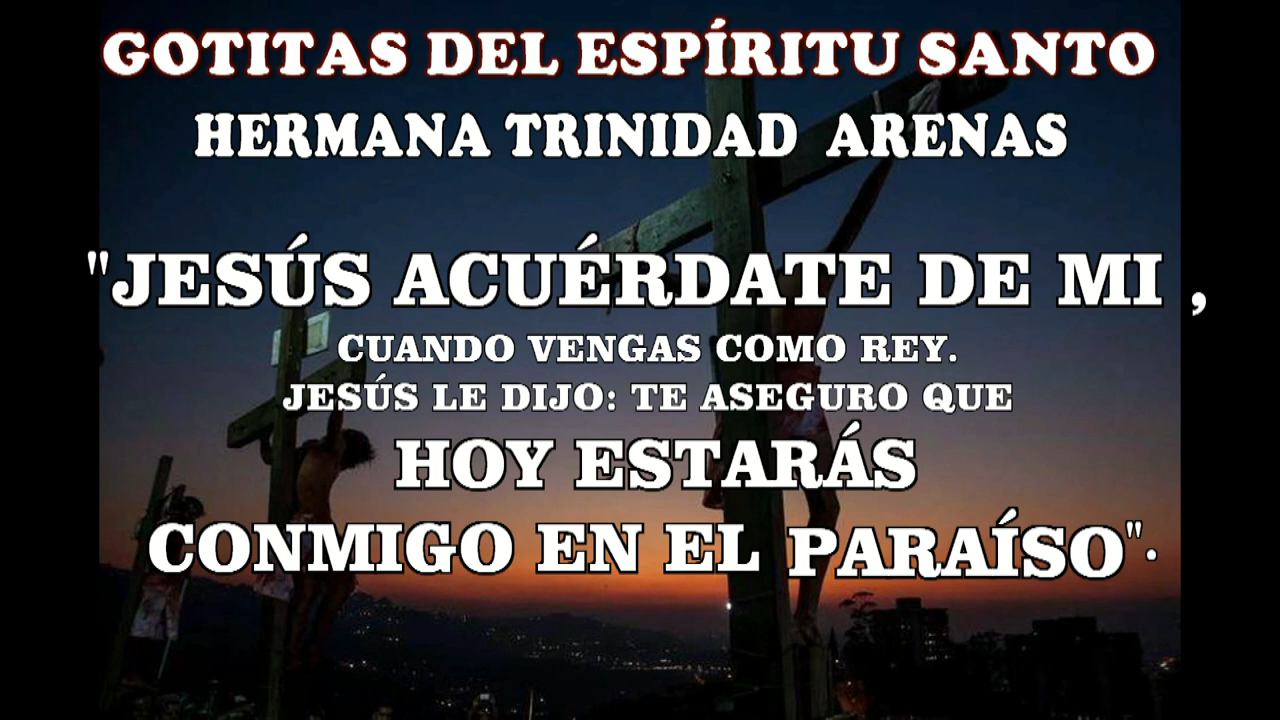 GOTITAS DEL ESPÍRITU SANTO
HERMANA TRINIDAD ARENAS
"JESÚS ACUÉRDATE DE MI ,
CUANDO VENGAS COMO REY.
JESÚS LE DIJO: TE ASEGURO QUE
HOY ESTARÁS
CONMIGO EN EL PARAÍSO".